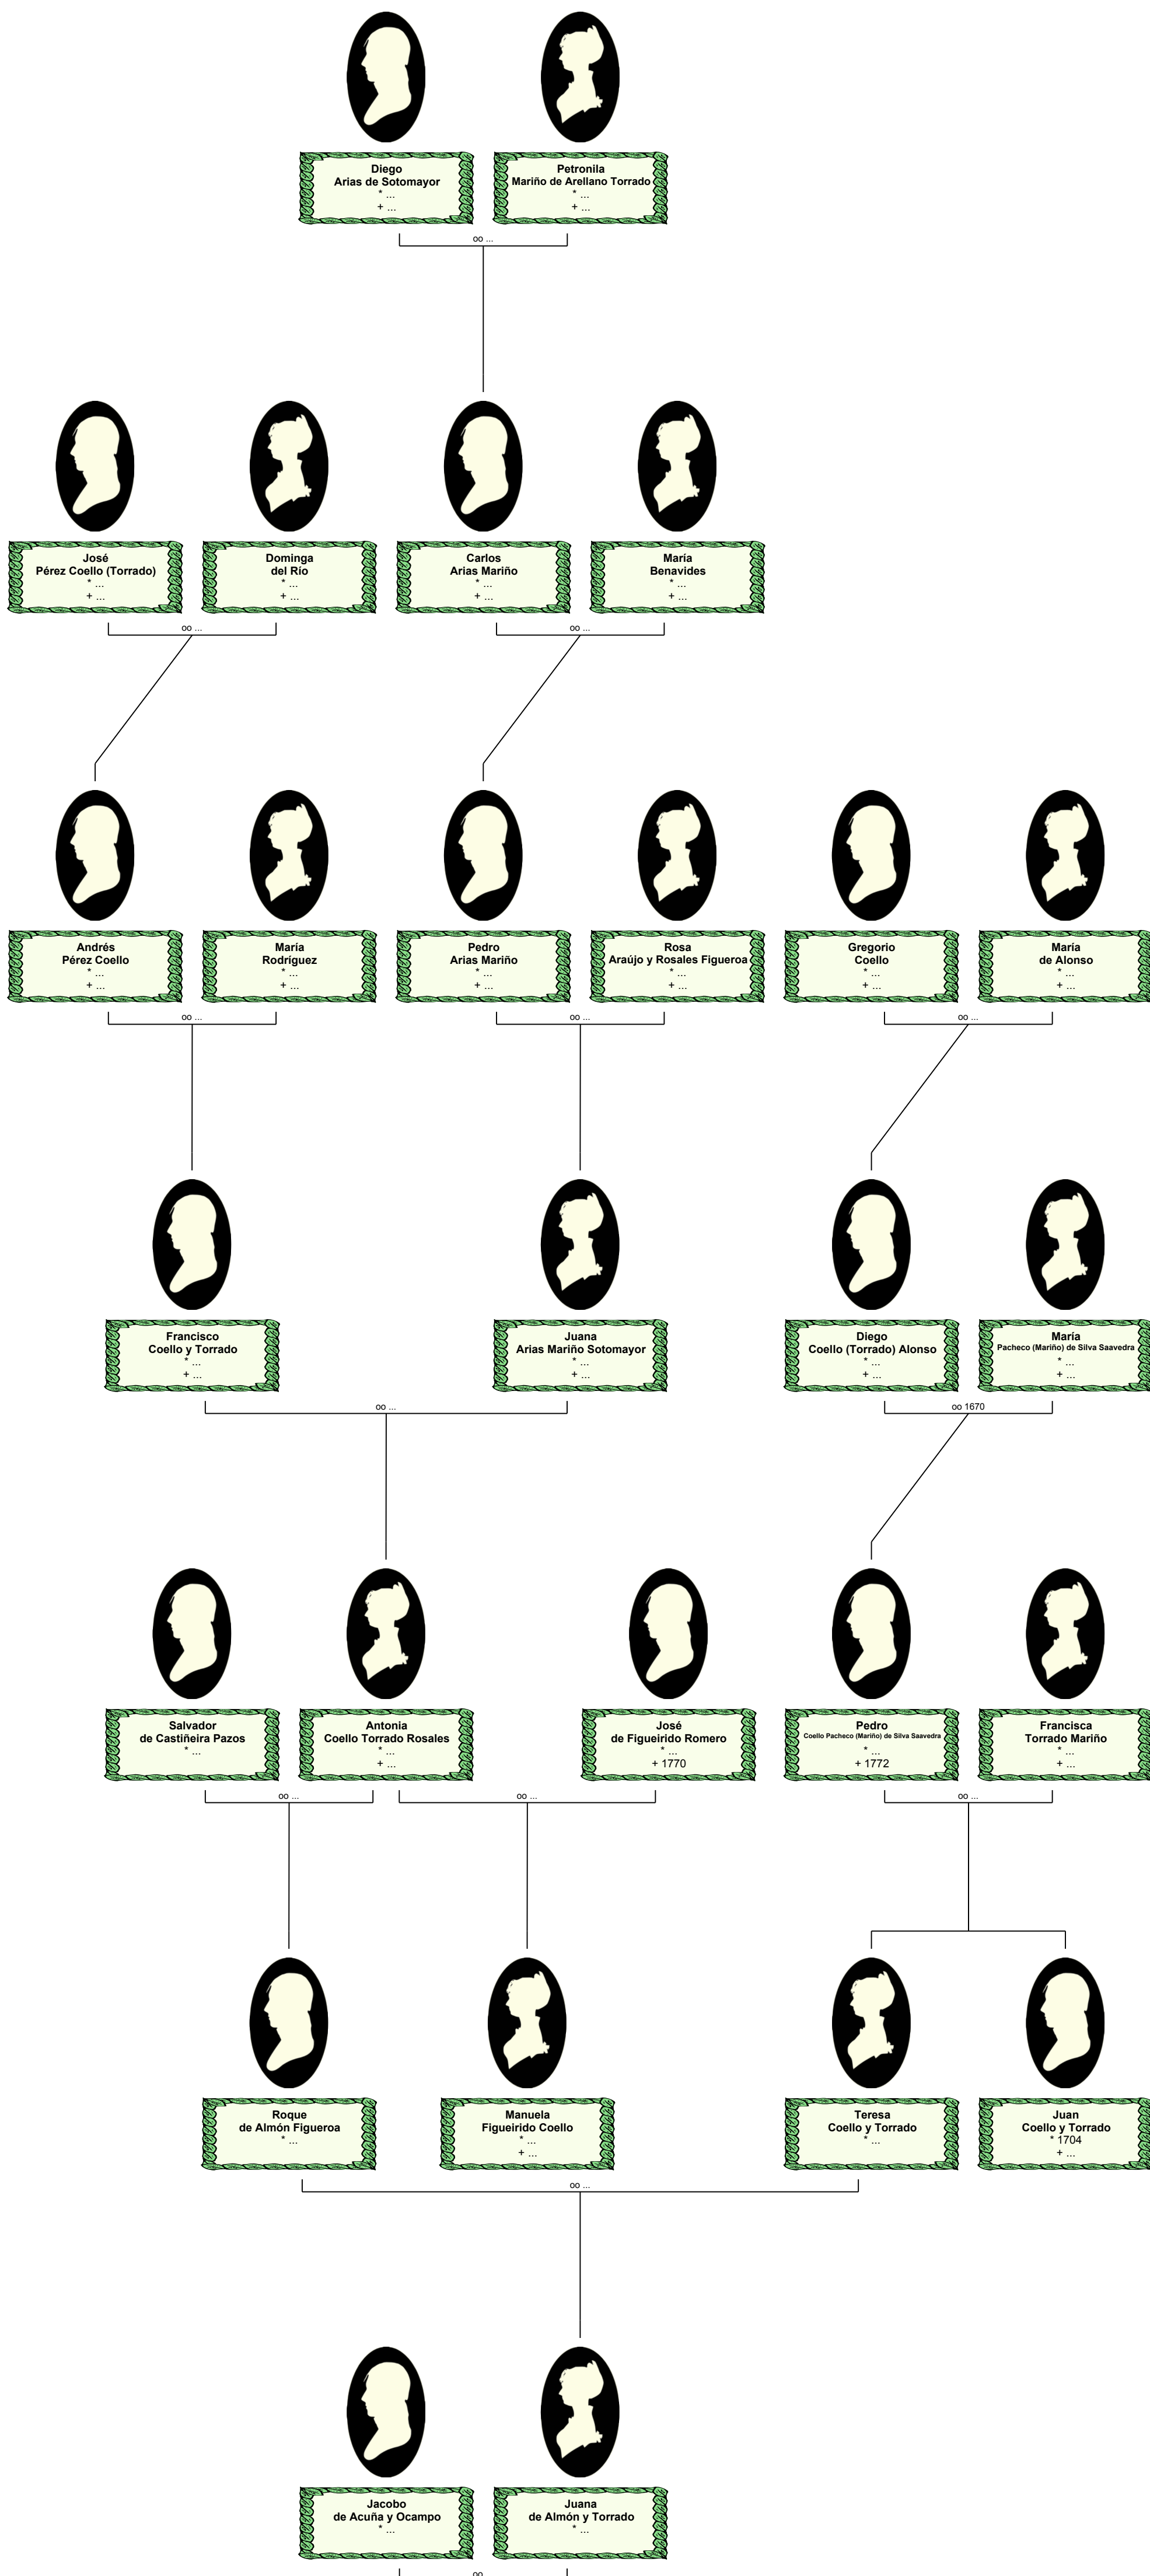 Diego
Arias de Sotomayor
* ...
+ ...
Petronila
Mariño de Arellano Torrado
* ...
+ ...
oo ...
José
Pérez Coello (Torrado)
* ...
+ ...
Dominga
del Río
* ...
+ ...
Carlos
Arias Mariño
* ...
+ ...
María
Benavides
* ...
+ ...
oo ...
oo ...
Andrés
Pérez Coello
* ...
+ ...
María
Rodríguez
* ...
+ ...
Pedro
Arias Mariño
* ...
+ ...
Rosa
Araújo y Rosales Figueroa
* ...
+ ...
Gregorio
Coello
* ...
+ ...
María
de Alonso
* ...
+ ...
oo ...
oo ...
oo ...
Francisco
Coello y Torrado
* ...
+ ...
Juana
Arias Mariño Sotomayor
* ...
+ ...
Diego
Coello (Torrado) Alonso
* ...
+ ...
María
Pacheco (Mariño) de Silva Saavedra
* ...
+ ...
oo ...
oo 1670
Salvador
de Castiñeira Pazos
* ...
Antonia
Coello Torrado Rosales
* ...
+ ...
José
de Figueirido Romero
* ...
+ 1770
Pedro
Coello Pacheco (Mariño) de Silva Saavedra
* ...
+ 1772
Francisca
Torrado Mariño
* ...
+ ...
oo ...
oo ...
oo ...
Roque
de Almón Figueroa
* ...
Manuela
Figueirido Coello
* ...
+ ...
Teresa
Coello y Torrado
* ...
Juan
Coello y Torrado
* 1704
+ ...
oo ...
Jacobo
de Acuña y Ocampo
* ...
Juana
de Almón y Torrado
* ...
oo